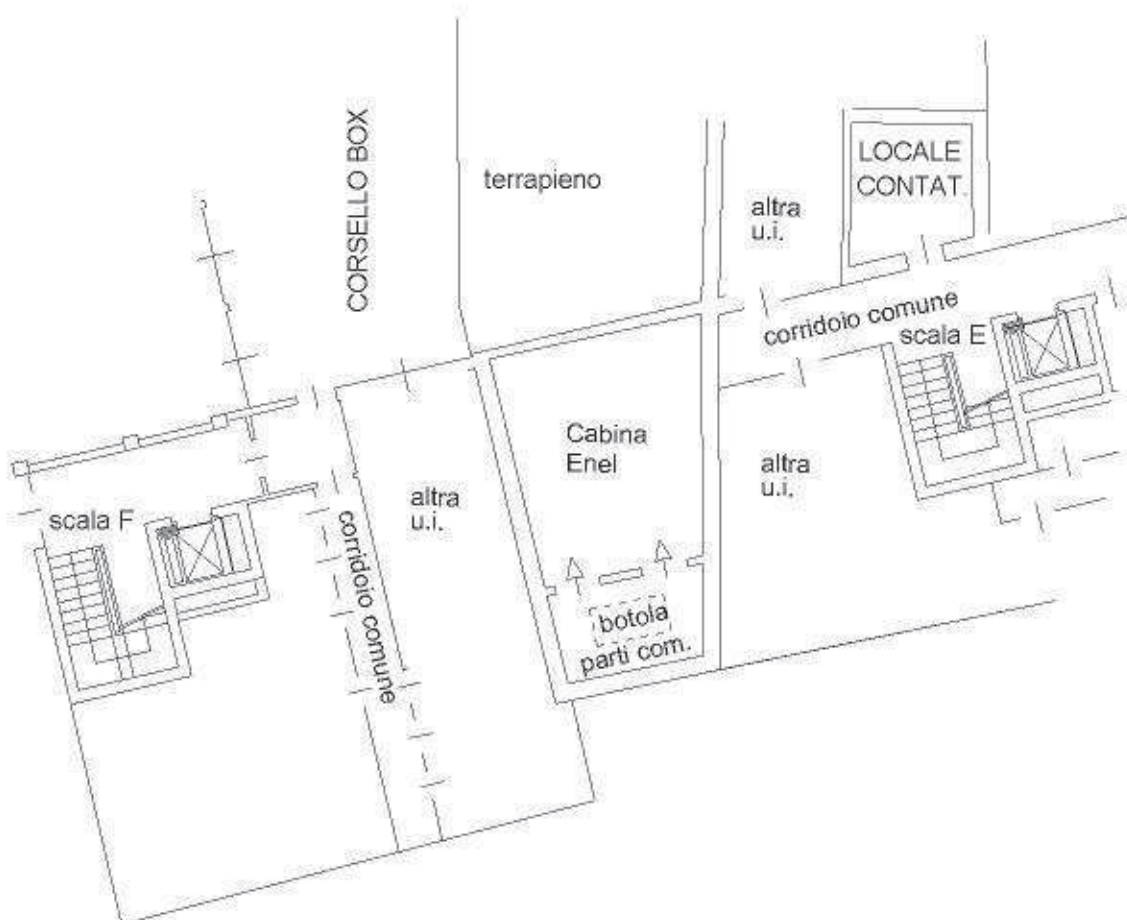 CORSELLO BOX
terrapieno
LOCALE
CONTAT.
altra
u.i.
corridoio comune
scala E
Cabina
Enel
altra
u.i.
altra
u.i.
scala F
corridoio comune
botola
parti com.